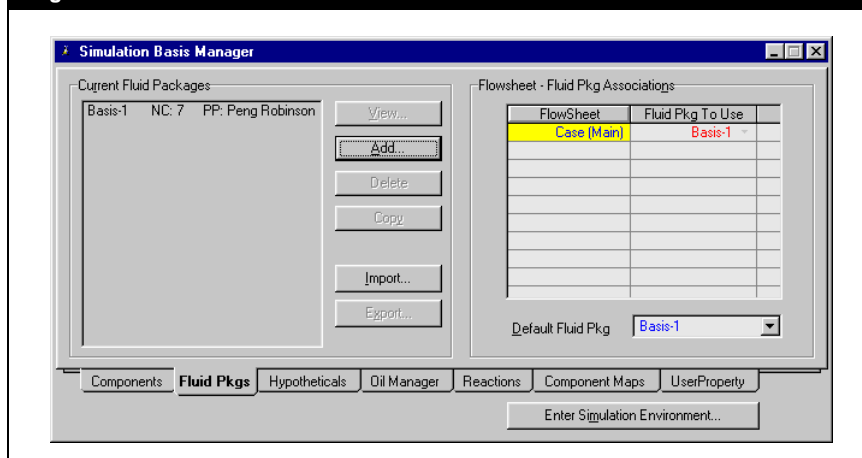 Simulation Basis Manager
Current Fluid Packages
Basis-1 NC: 7 PP: Peng Robinson
View...
Add...
Delete
Copy
Import...
Export...
Flowsheet - Fluid Pkg Associations
FlowSheet Fluid Pkg To Use
Case (Main) Basis-1
Default Fluid Pkg Basis-1
Components Fluid Pkgs Hypotheticals Oil Manager Reactions Component Maps UserProperty
Enter Simulation Environment...